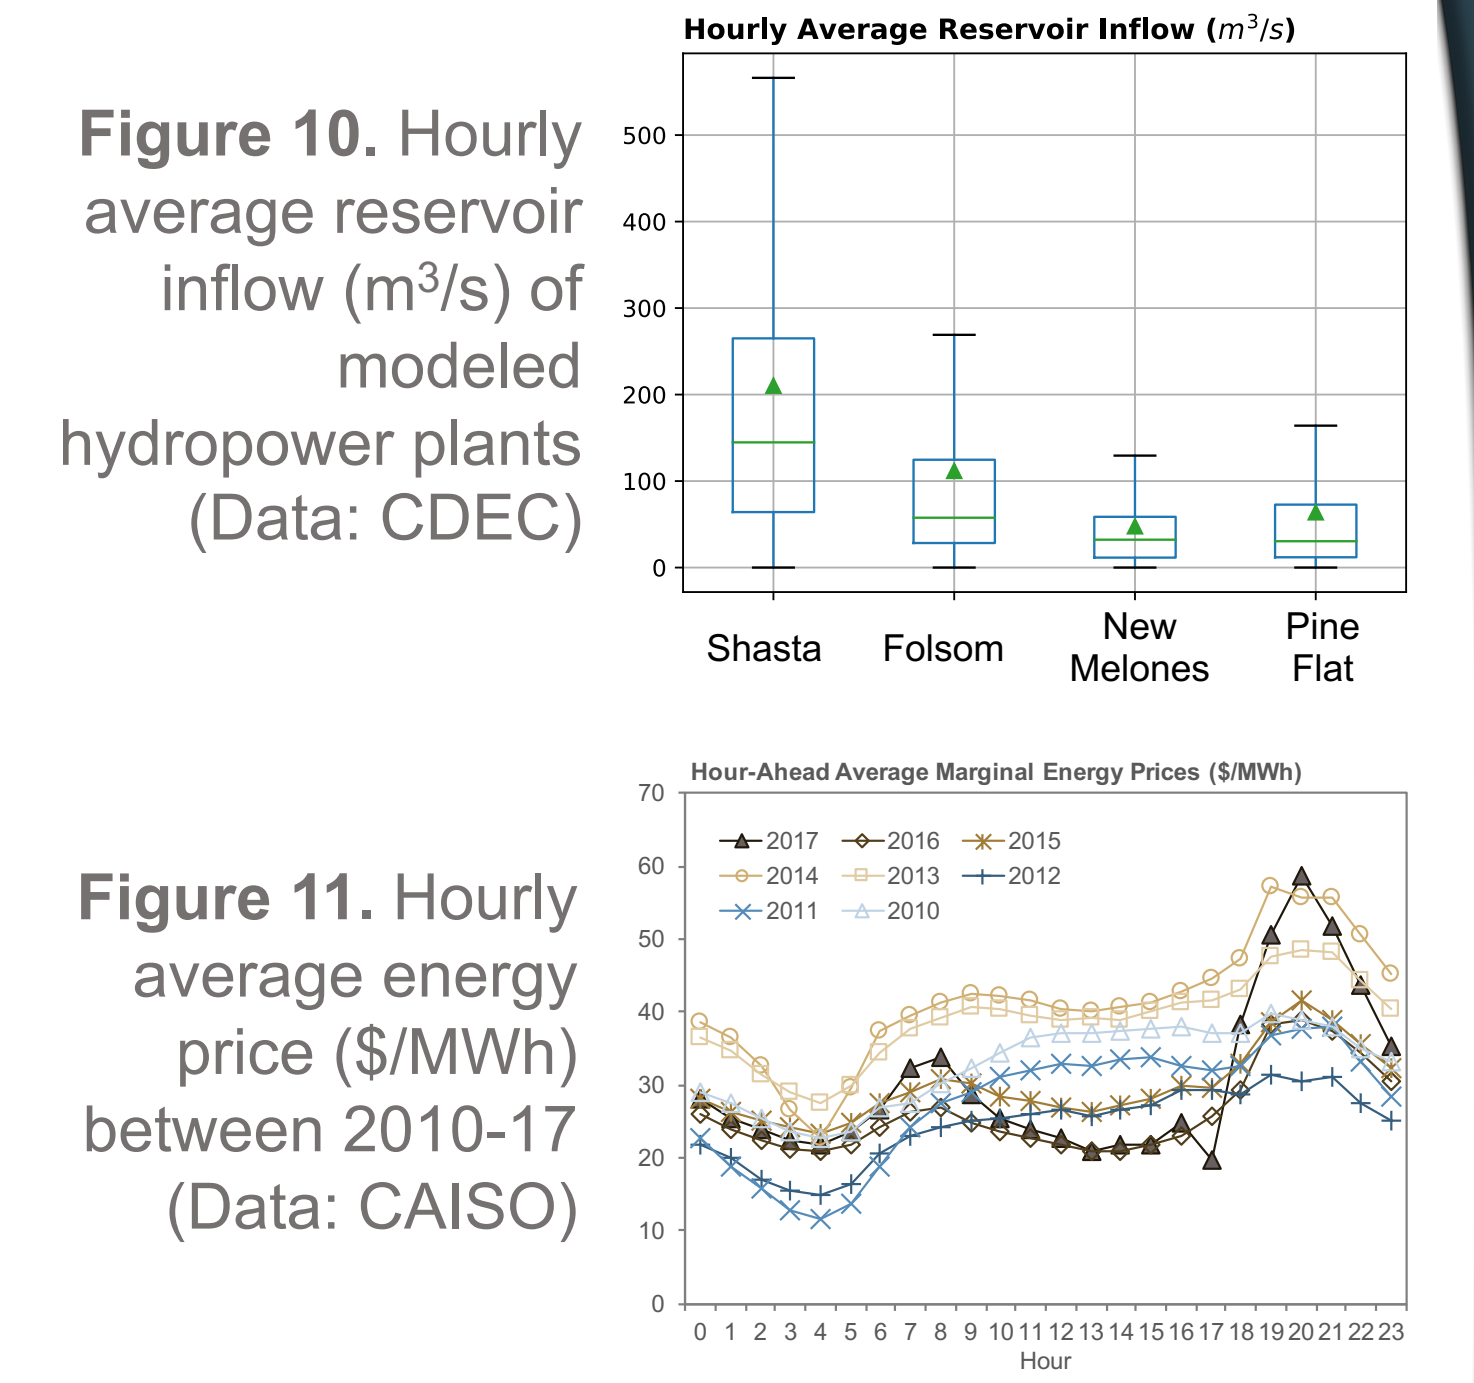 Hourly Average Reservoir Inflow (m³/s)
Figure 10. Hourly
average reservoir
inflow (m³/s) of
modeled
hydropower plants
(Data: CDEC)
500
400
300
200
100
0
Shasta
Folsom
New
Melones
Pine
Flat
Hour-Ahead Average Marginal Energy Prices ($/MWh)
Figure 11. Hourly
average energy
price ($/MWh)
between 2010-17
(Data: CAISO)
70
60
50
40
30
20
10
0
2017 2016 2015
2014 2013 2012
2011 2010
0 1 2 3 4 5 6 7 8 9 10 11 12 13 14 15 16 17 18 19 20 21 22 23
Hour